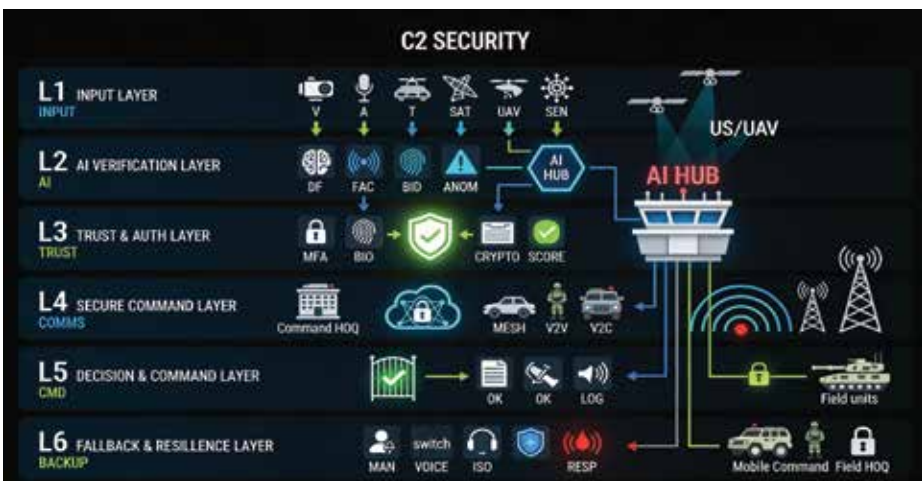 C2 SECURITY
L1 INPUT LAYER
INPUT
V A T SAT UAV SEN
US/UAV
L2 AI VERIFICATION LAYER
AI
DF FAC BID ANOM
AI
HUB
AI HUB
L3 TRUST & AUTH LAYER
TRUST
MFA BIO CRYPTO SCORE
L4 SECURE COMMAND LAYER
COMMS
Command HOQ MESH V2V V2C
L5 DECISION & COMMAND LAYER
CMD
OK OK LOG
Field units
L6 FALLBACK & RESILLENCE LAYER
BACKUP
switch
MAN VOICE ISO RESP
Mobile Command Field HOQ